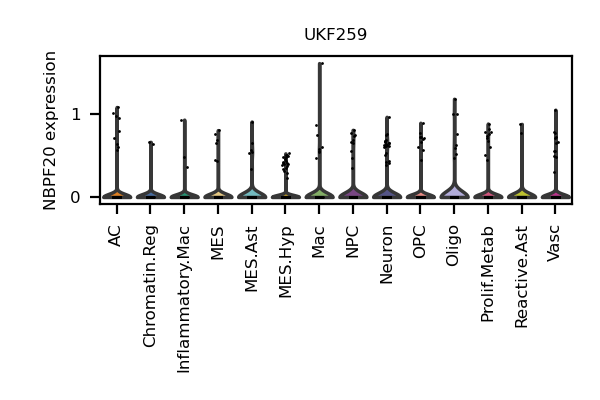 UKF259
NBPF20 expression
1
0
AC
Chromatin.Reg
Inflammatory.Mac
MES
MES.Ast
MES.Hyp
Mac
NPC
Neuron
OPC
Oligo
Prolif.Metab
Reactive.Ast
Vasc